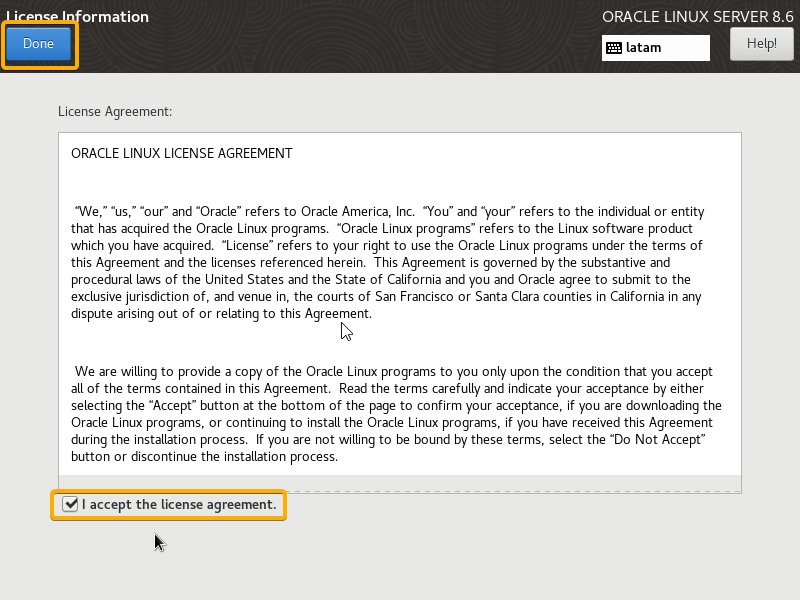 License Information
ORACLE LINUX SERVER 8.6
Done
latam
Help!
License Agreement:
ORACLE LINUX LICENSE AGREEMENT
“We,” “us,” “our” and “Oracle” refers to Oracle America, Inc.  “You” and “your” refers to the individual or entity
that has acquired the Oracle Linux programs.  “Oracle Linux programs” refers to the Linux software product
which you have acquired.  “License” refers to your right to use the Oracle Linux programs under the terms of
this Agreement and the licenses referenced herein.  This Agreement is governed by the substantive and
procedural laws of the United States and the State of California and you and Oracle agree to submit to the
exclusive jurisdiction of, and venue in, the courts of San Francisco or Santa Clara counties in California in any
dispute arising out of or relating to this Agreement.
We are willing to provide a copy of the Oracle Linux programs to you only upon the condition that you accept
all of the terms contained in this Agreement.  Read the terms carefully and indicate your acceptance by either
selecting the “Accept” button at the bottom of the page to confirm your acceptance, if you are downloading the
Oracle Linux programs, or continuing to install the Oracle Linux programs, if you have received this Agreement
during the installation process.  If you are not willing to be bound by these terms, select the “Do Not Accept”
button or discontinue the installation process.
I accept the license agreement.